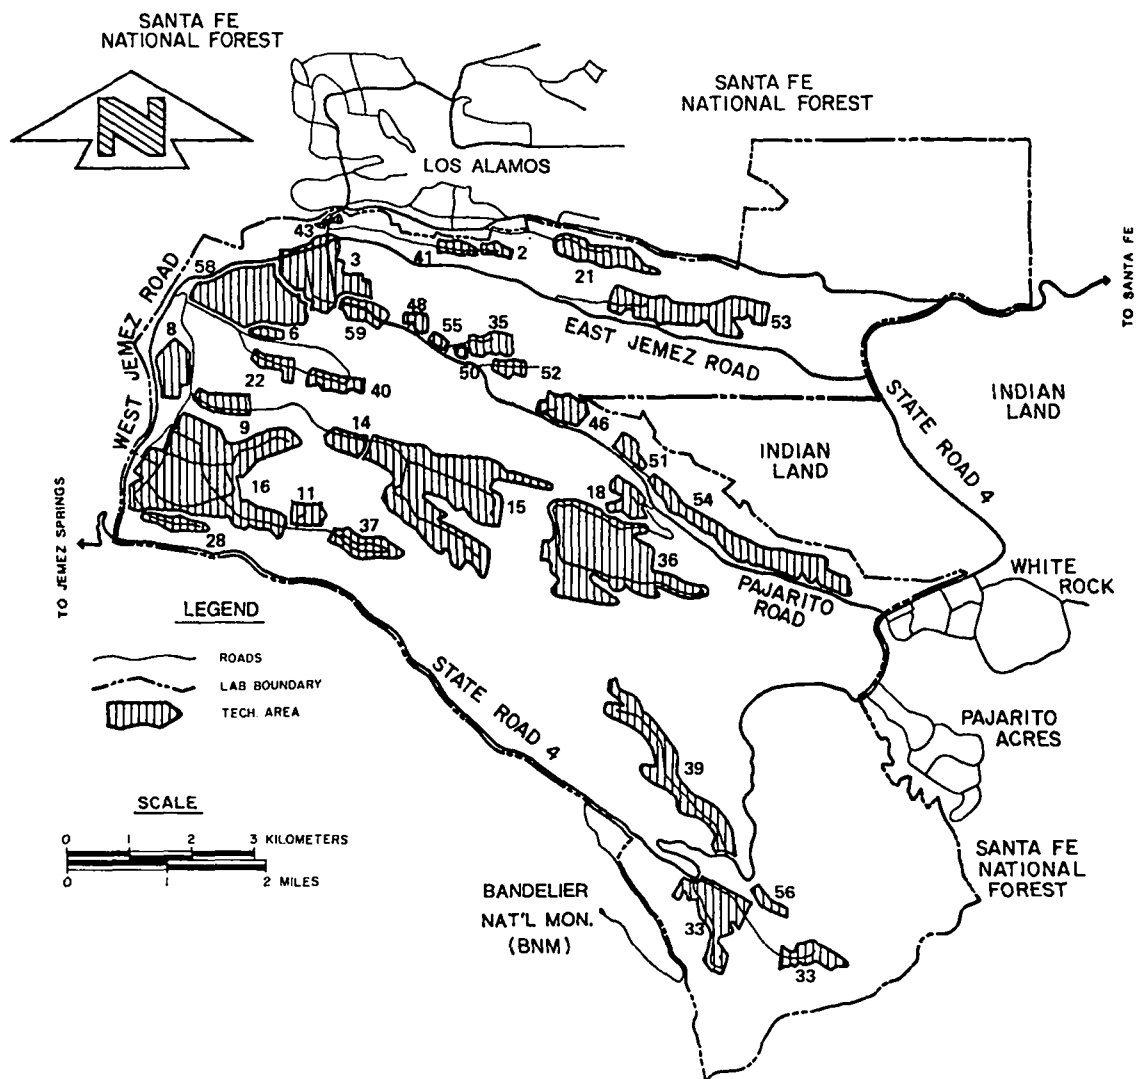 SANTA FE
NATIONAL FOREST
N
SANTA FE
NATIONAL FOREST
LOS ALAMOS
43
58
3
41
2
21
TO SANTA FE
WEST JEMEZ ROAD
8
6
59
48
55
35
50
52
53
EAST JEMEZ ROAD
22
40
STATE ROAD 4
INDIAN
LAND
9
14
46
51
INDIAN
LAND
16
11
15
18
54
TO JEMEZ SPRINGS
28
37
36
PAJARITO
ROAD
WHITE
ROCK
LEGEND
ROADS
LAB BOUNDARY
TECH. AREA
STATE ROAD 4
PAJARITO
ACRES
39
SCALE
0 1 2 3 KILOMETERS
0 1 2 MILES
SANTA FE
NATIONAL
FOREST
BANDELIER
NAT'L MON.
(BNM)
56
33
33